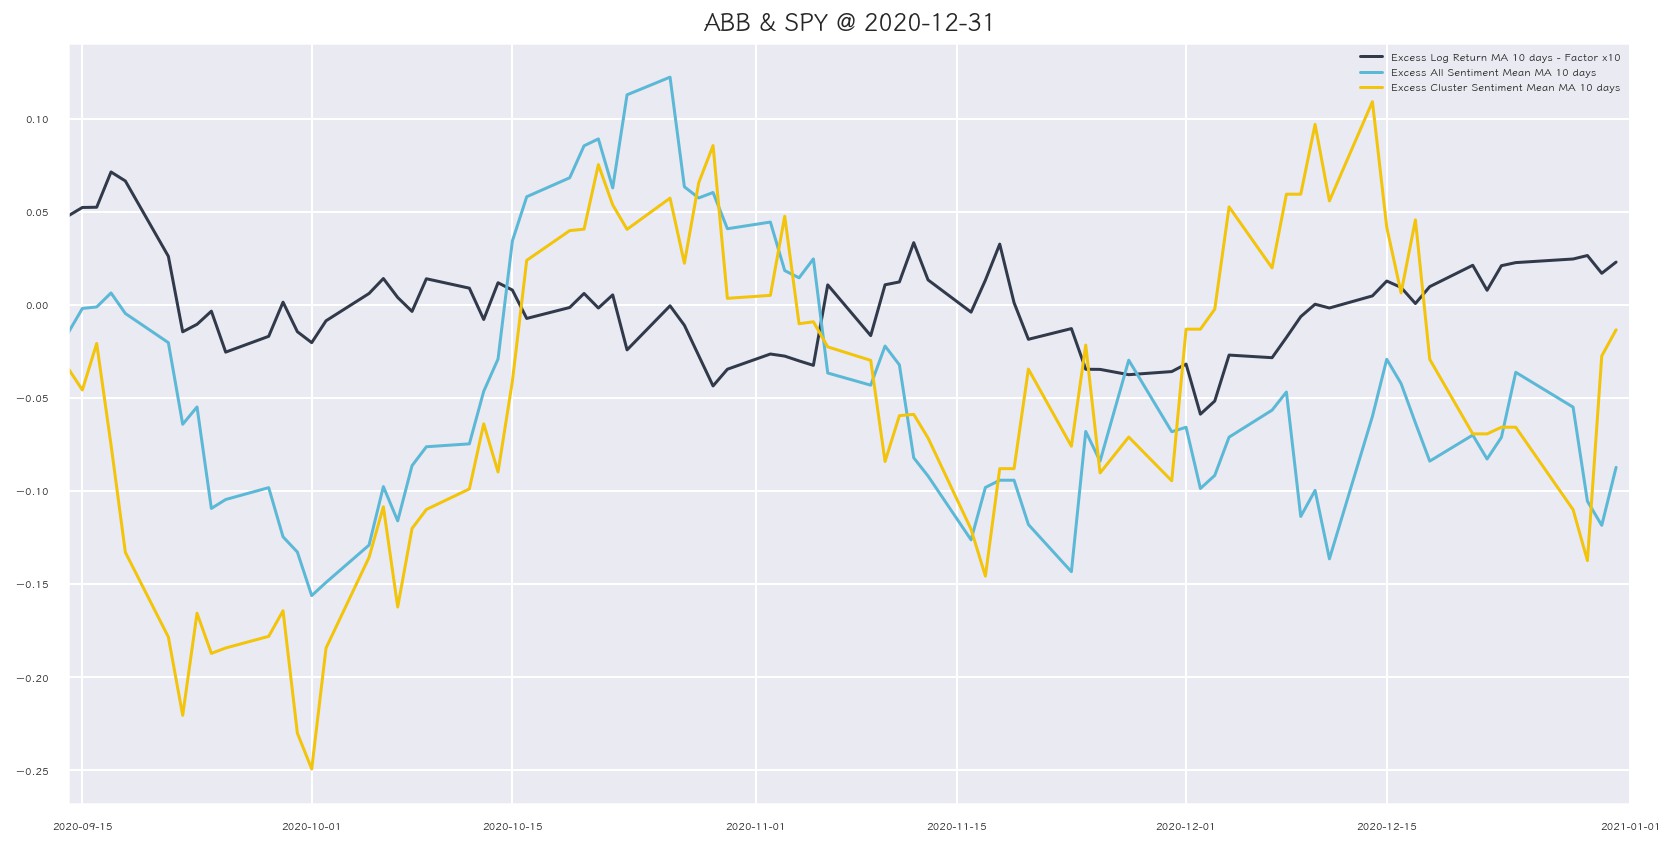 ABB & SPY @ 2020-12-31
Excess Log Return MA 10 days - Factor x10
Excess All Sentiment Mean MA 10 days
Excess Cluster Sentiment Mean MA 10 days
0.10
0.05
0.00
−0.05
−0.10
−0.15
−0.20
−0.25
2020-09-15 2020-10-01 2020-10-15 2020-11-01 2020-11-15 2020-12-01 2020-12-15 2021-01-01